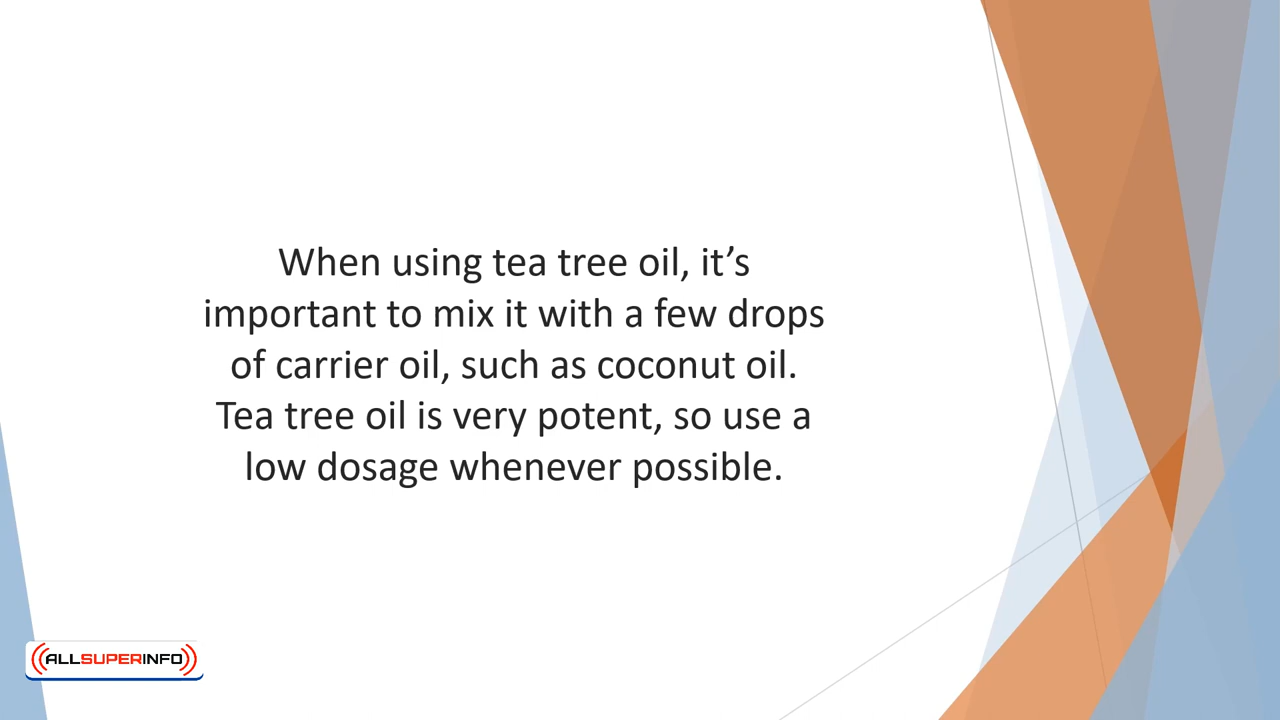 When using tea tree oil, it’s
important to mix it with a few drops
of carrier oil, such as coconut oil.
Tea tree oil is very potent, so use a
low dosage whenever possible.
ALLSUPERINFO